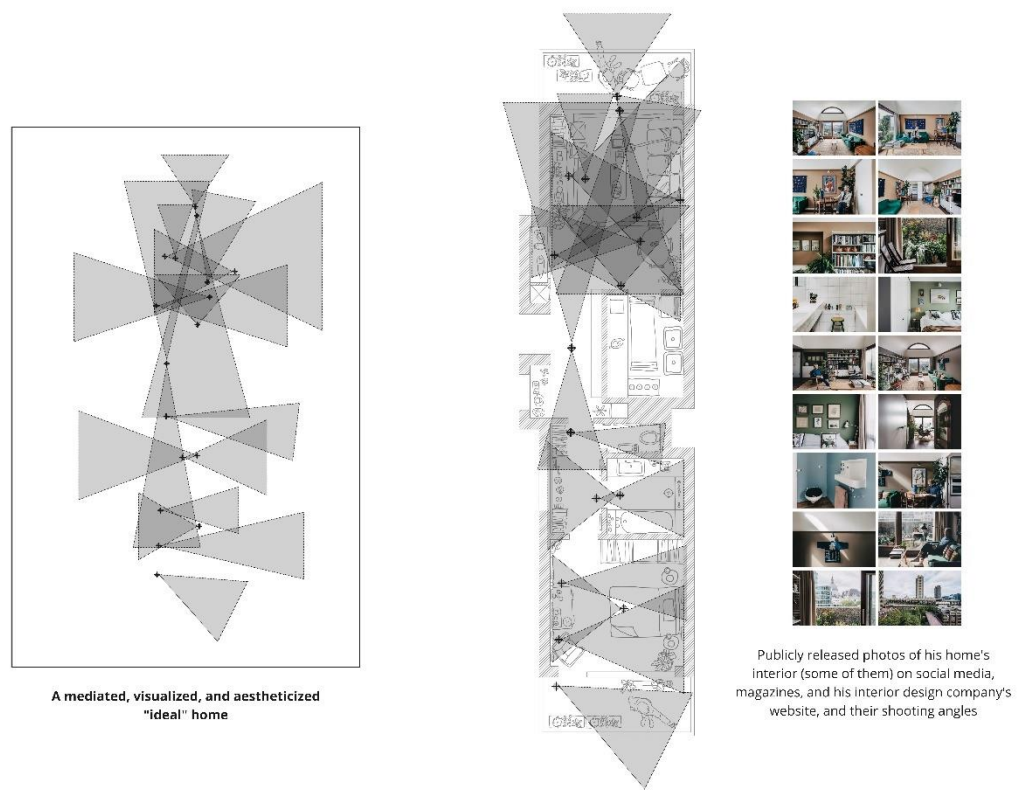 A mediated, visualized, and aestheticized
"ideal" home
Publicly released photos of his home's
interior (some of them) on social media,
magazines, and his interior design company's
website, and their shooting angles